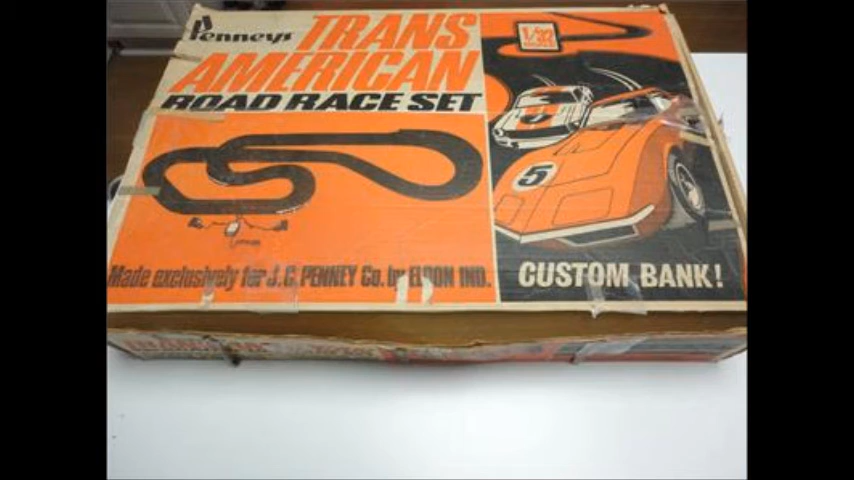 Penneys
TRANS
AMERICAN
ROAD RACE SET
1/32
5
Made exclusively for J.C. PENNEY Co. by ELDON IND.
CUSTOM BANK!